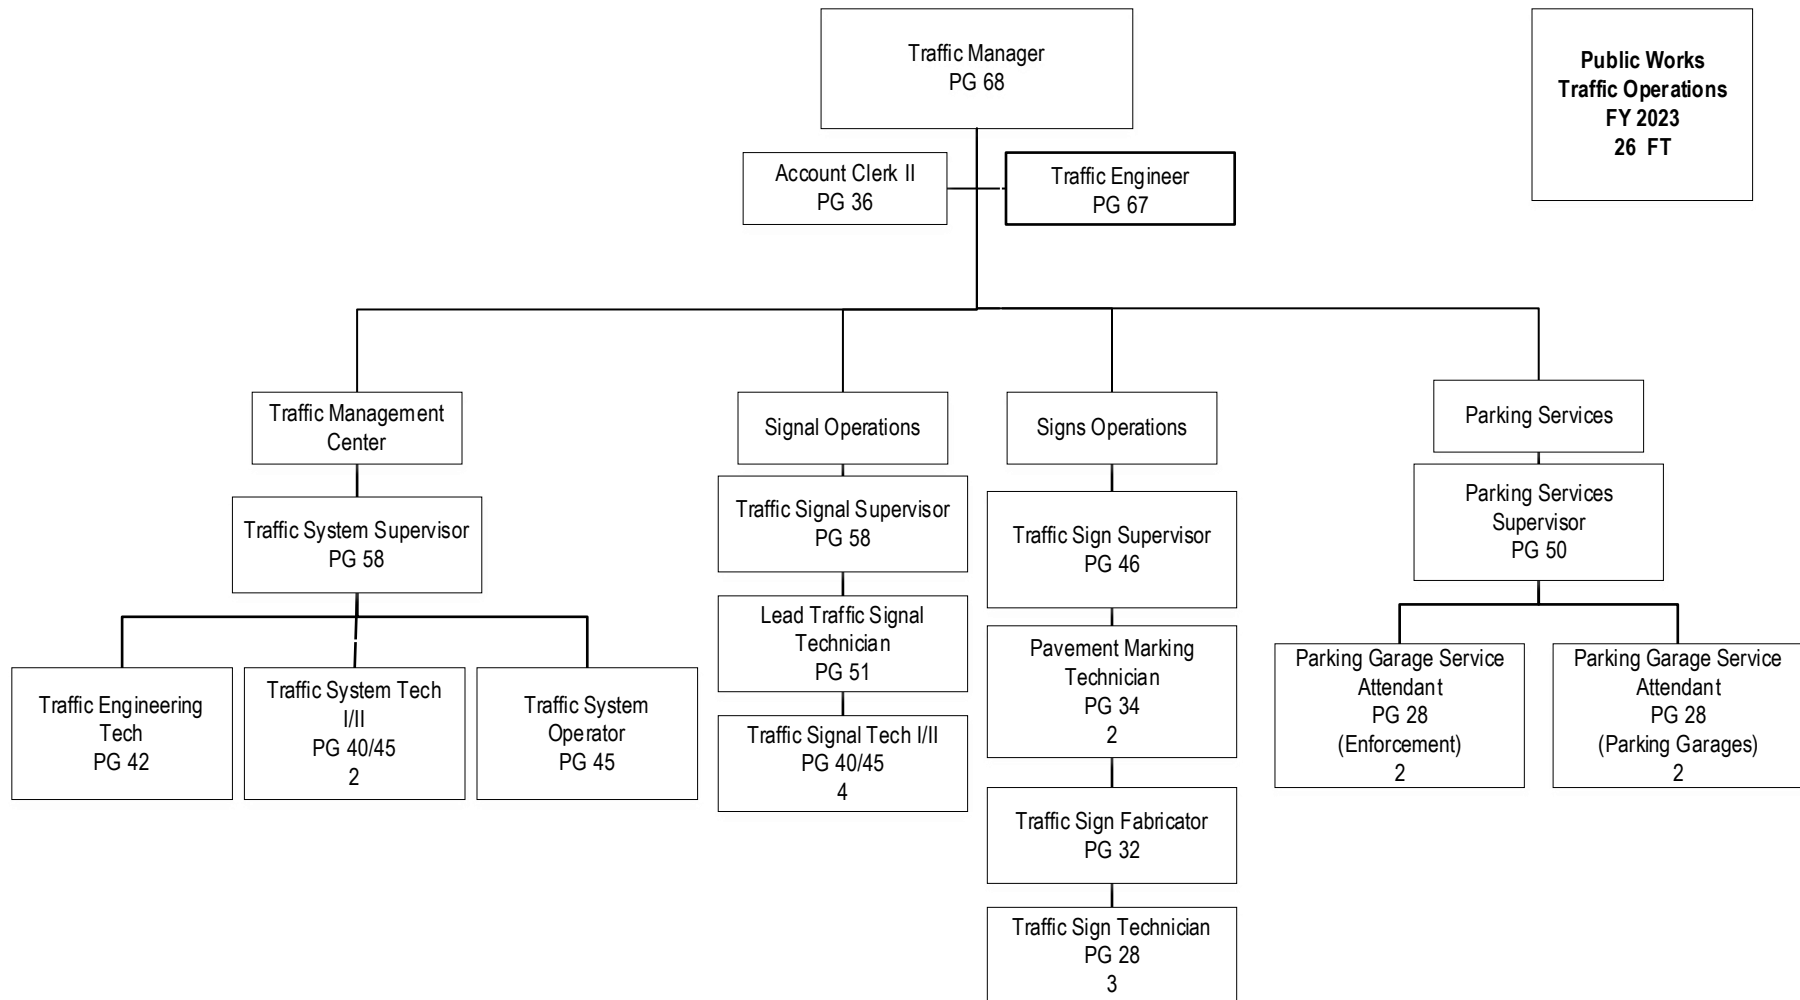 Traffic Manager
PG 68
Public Works
Traffic Operations
FY 2023
26 FT
Account Clerk II
PG 36
Traffic Engineer
PG 67
Traffic Management
Center
Signal Operations
Signs Operations
Parking Services
Traffic System Supervisor
PG 58
Traffic Signal Supervisor
PG 58
Traffic Sign Supervisor
PG 46
Parking Services
Supervisor
PG 50
Traffic Engineering
Tech
PG 42
Traffic System Tech
I/II
PG 40/45
2
Traffic System
Operator
PG 45
Lead Traffic Signal
Technician
PG 51
Traffic Signal Tech I/II
PG 40/45
4
Pavement Marking
Technician
PG 34
2
Traffic Sign Fabricator
PG 32
Traffic Sign Technician
PG 28
3
Parking Garage Service
Attendant
PG 28
(Enforcement)
2
Parking Garage Service
Attendant
PG 28
(Parking Garages)
2